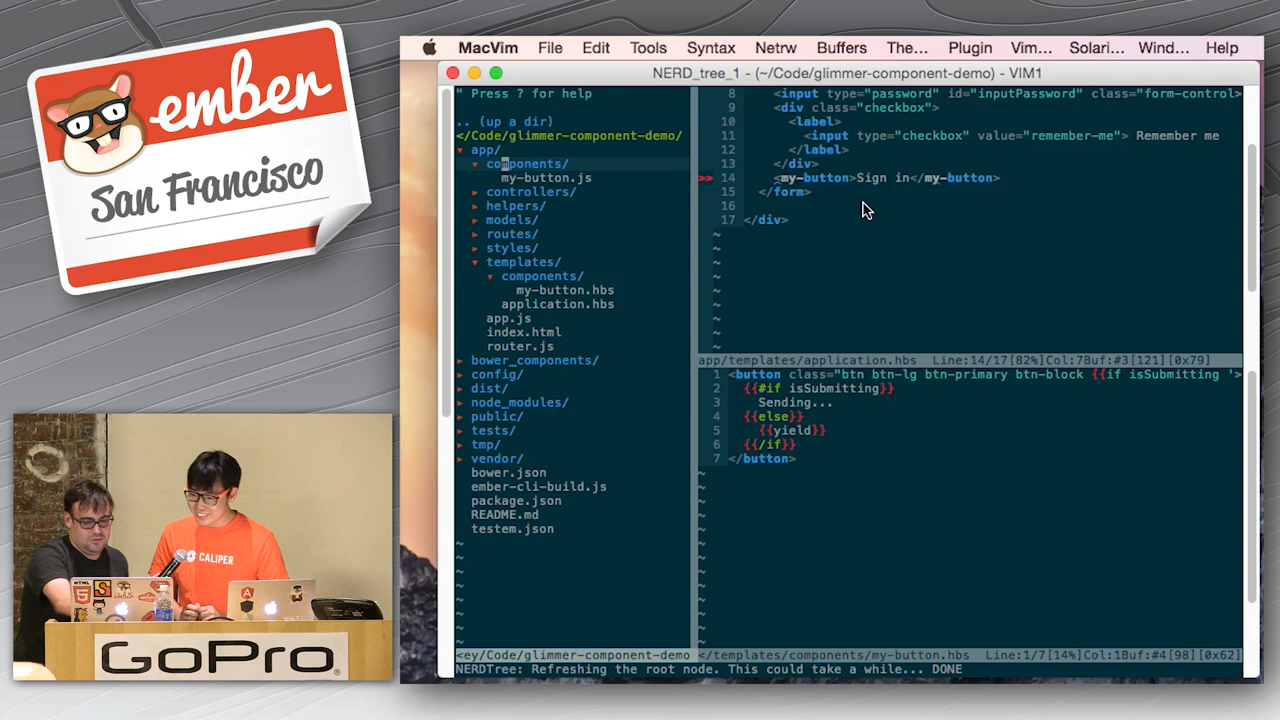 ember
San Francisco
MacVim File Edit Tools Syntax Netrw Buffers The... Plugin Vim... Solari... Wind... Help
NERD_tree_1 - (~/Code/glimmer-component-demo) - VIM1
" Press ? for help
.. (up a dir)
</Code/glimmer-component-demo/
▾ app/
▾ components/
my-button.js
▸ controllers/
▸ helpers/
▸ models/
▸ routes/
▸ styles/
▾ templates/
▾ components/
my-button.hbs
application.hbs
app.js
index.html
router.js
▸ bower_components/
▸ config/
▸ dist/
▸ node_modules/
▸ public/
▸ tests/
▸ tmp/
▸ vendor/
bower.json
ember-cli-build.js
package.json
README.md
testem.json
~
~
~
~
~
~
~
~
<ey/Code/glimmer-component-demo
8 <input type="password" id="inputPassword" class="form-control
9 <div class="checkbox">
10 <label>
11 <input type="checkbox" value="remember-me"> Remember me
12 </label>
13 </div>
>> 14 <my-button>Sign in</my-button>
15 </form>
16
17 </div>
~
~
~
~
~
~
~
~
~
app/templates/application.hbs Line:14/17[82%]Col:7Buf:#3[121][0x79]
1 <button class="btn btn-lg btn-primary btn-block {{if isSubmitting '>
2 {{#if isSubmitting}}
3 Sending...
4 {{else}}
5 {{yield}}
6 {{/if}}
7 </button>
~
~
~
~
~
~
~
~
~
~
~
~
~
</templates/components/my-button.hbs Line:1/7[14%]Col:1Buf:#4[98][0x62]
NERDTree: Refreshing the root node. This could take a while... DONE
CALIPER
HTML
5
S
ember
A
GoPro